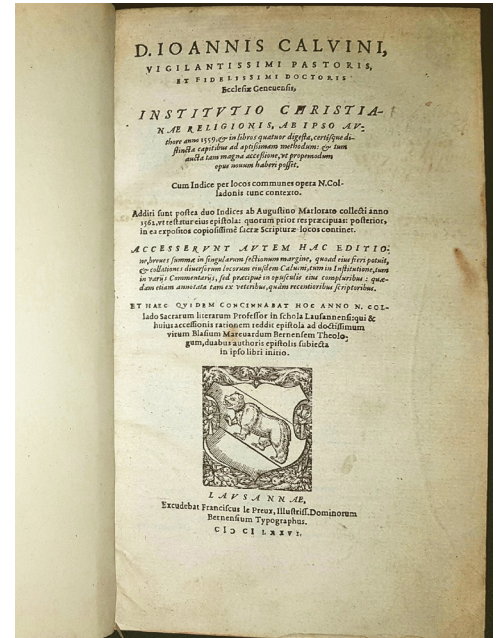 D. IOANNIS CALVINI,
VIGILANTISSIMI PASTORIS,
ET FIDELISSIMI DOCTORIS
Ecclesiæ Geneuensis,
INSTITVTIO CHRISTIA-
NAE RELIGIONIS, AB IPSO AV-
thore anno 1559, & in libros quatuor digesta, certisque di-
stincta capitibus ad aptissimam methodum: & tum
aucta tam magna accessione, vt propemodum
opus nouum haberi posset.
Cum Indice per locos communes opera N. Col-
ladonis tunc contexto.
Additi sunt postea duo Indices ab Augustino Marlorato collecti anno
1562. vt testatur eius epistola: quorum prior res præcipuas: posterior,
in ea expositos copiosissimè sacræ Scripturæ locos continet.
ACCESSERVNT AVTEM HAC EDITIO-
ne, breues summæ in singularum sectionum margine, quoad eius fieri potuit,
& collationes diuersorum locorum eiusdem Caluini, tum in Institutione, tum
in varijs Commentarijs, sed præcipuè in opusculis eius compluribus: quæ-
dam etiam annotata tam ex veteribus, quàm recentioribus scriptoribus.
ET HAEC QVIDEM CONCINNABAT HOC ANNO N. COL-
lado Sacrarum literarum Professor in schola Lausannensi: qui &
huius accessionis rationem reddit epistola ad doctissimum
virum Blasium Marcuardum Bernensem Theolo-
gum, duabus authoris epistolis subiecta
in ipso libri initio.
LAVSANNAE,
Excudebat Franciscus le Preux, Illustriss. Dominorum
Bernensium Typographus.
CIↃ CI LXXVI.